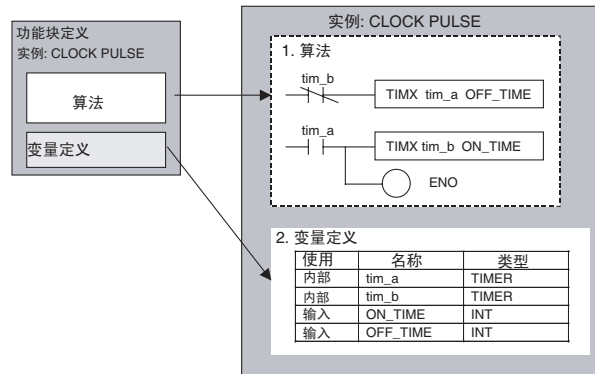 功能块定义
实例: CLOCK PULSE
算法
变量定义
实例: CLOCK PULSE
1. 算法
tim_b
TIMX tim_a OFF_TIME
tim_a
TIMX tim_b ON_TIME
ENO
2. 变量定义
使用 名称 类型
内部 tim_a TIMER
内部 tim_b TIMER
输入 ON_TIME INT
输入 OFF_TIME INT